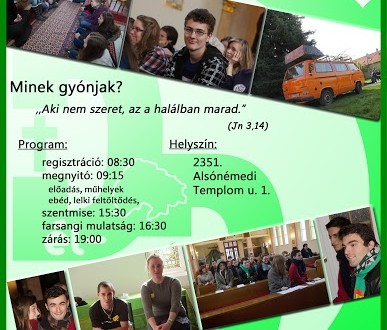 Minek gyónjak?
„Aki nem szeret, az a halálban marad."
(Jn 3,14)
Program:
regisztráció: 08:30
megnyitó: 09:15
előadás, műhelyek
ebéd, lelki feltöltődés,
szentmise: 15:30
farsangi mulatság: 16:30
zárás: 19:00
Helyszín:
2351.
Alsónémedi
Templom u. 1.